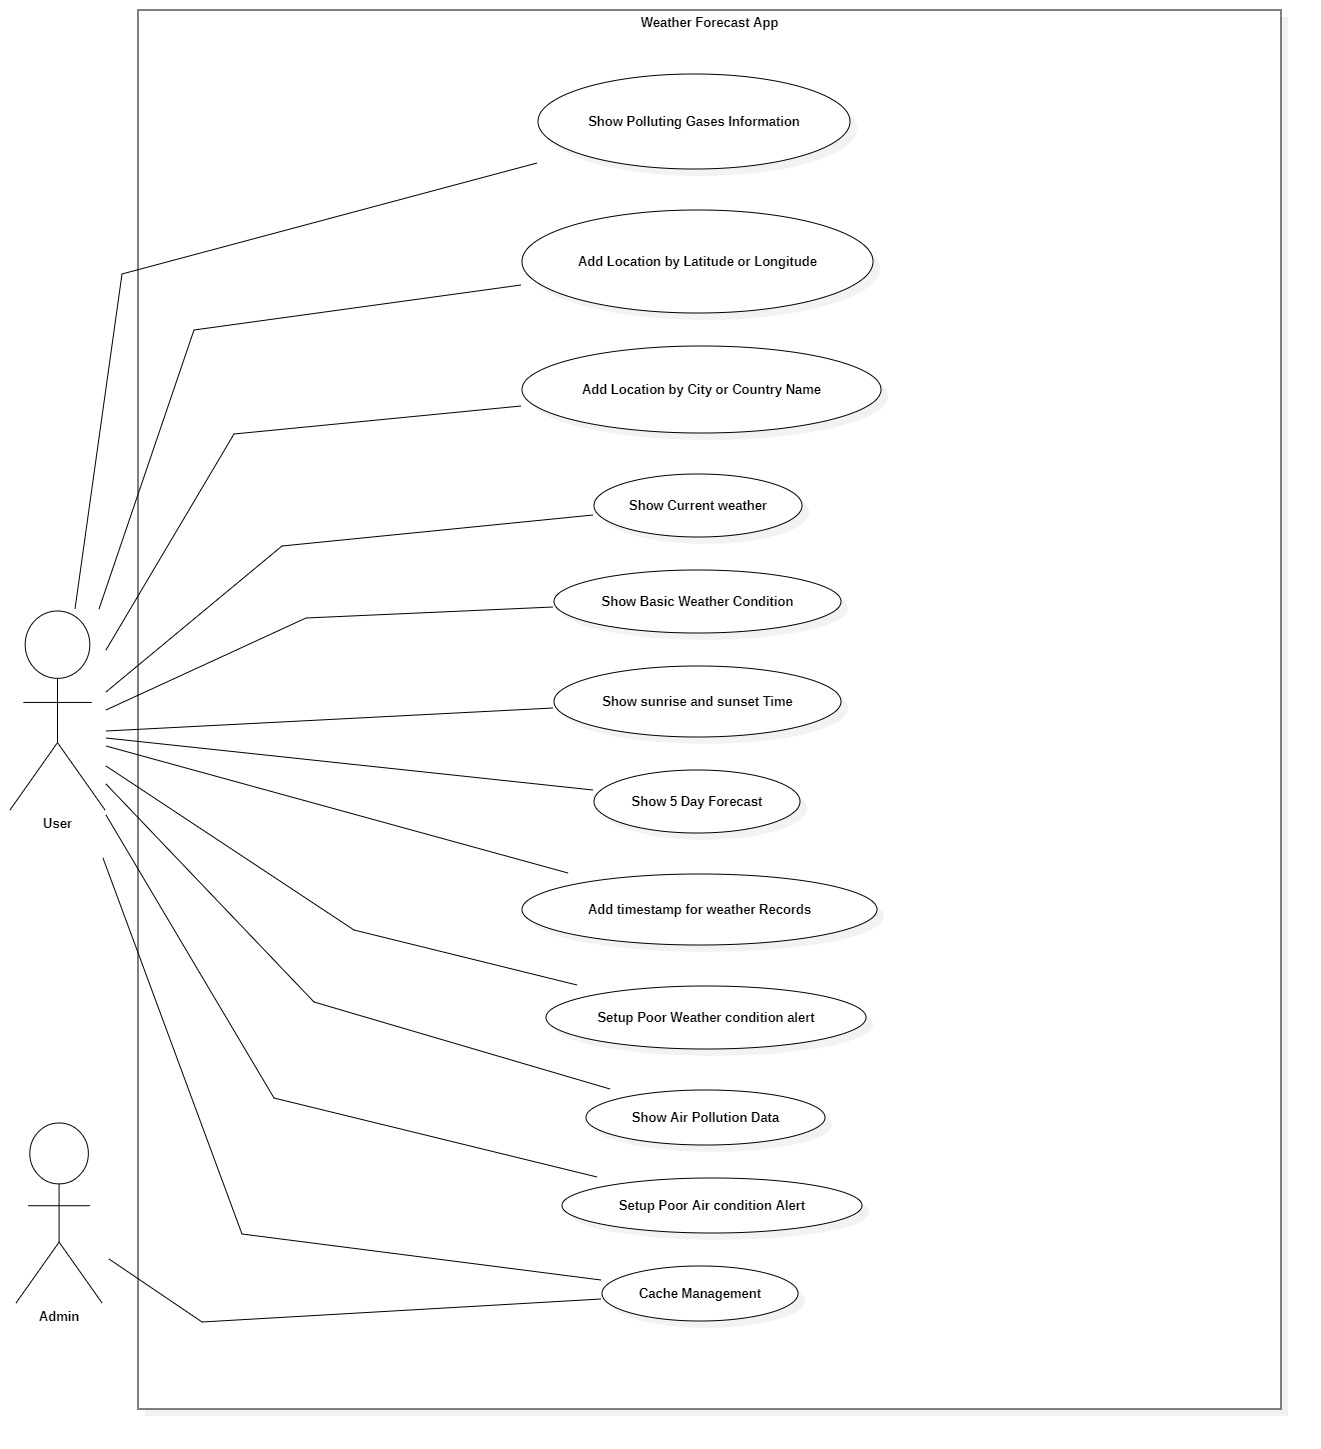 Weather Forecast App
Show Polluting Gases Information
Add Location by Latitude or Longitude
Add Location by City or Country Name
Show Current weather
Show Basic Weather Condition
Show sunrise and sunset Time
Show 5 Day Forecast
User
Add timestamp for weather Records
Setup Poor Weather condition alert
Show Air Pollution Data
Setup Poor Air condition Alert
Cache Management
Admin